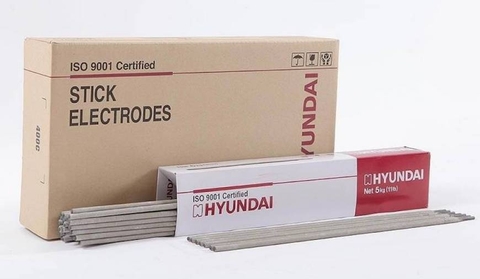 ISO 9001 Certified
STICK
ELECTRODES
HYUNDAI
ISO 9001 Certified
HYUNDAI
HYUNDAI
Net 5kg (11lb)